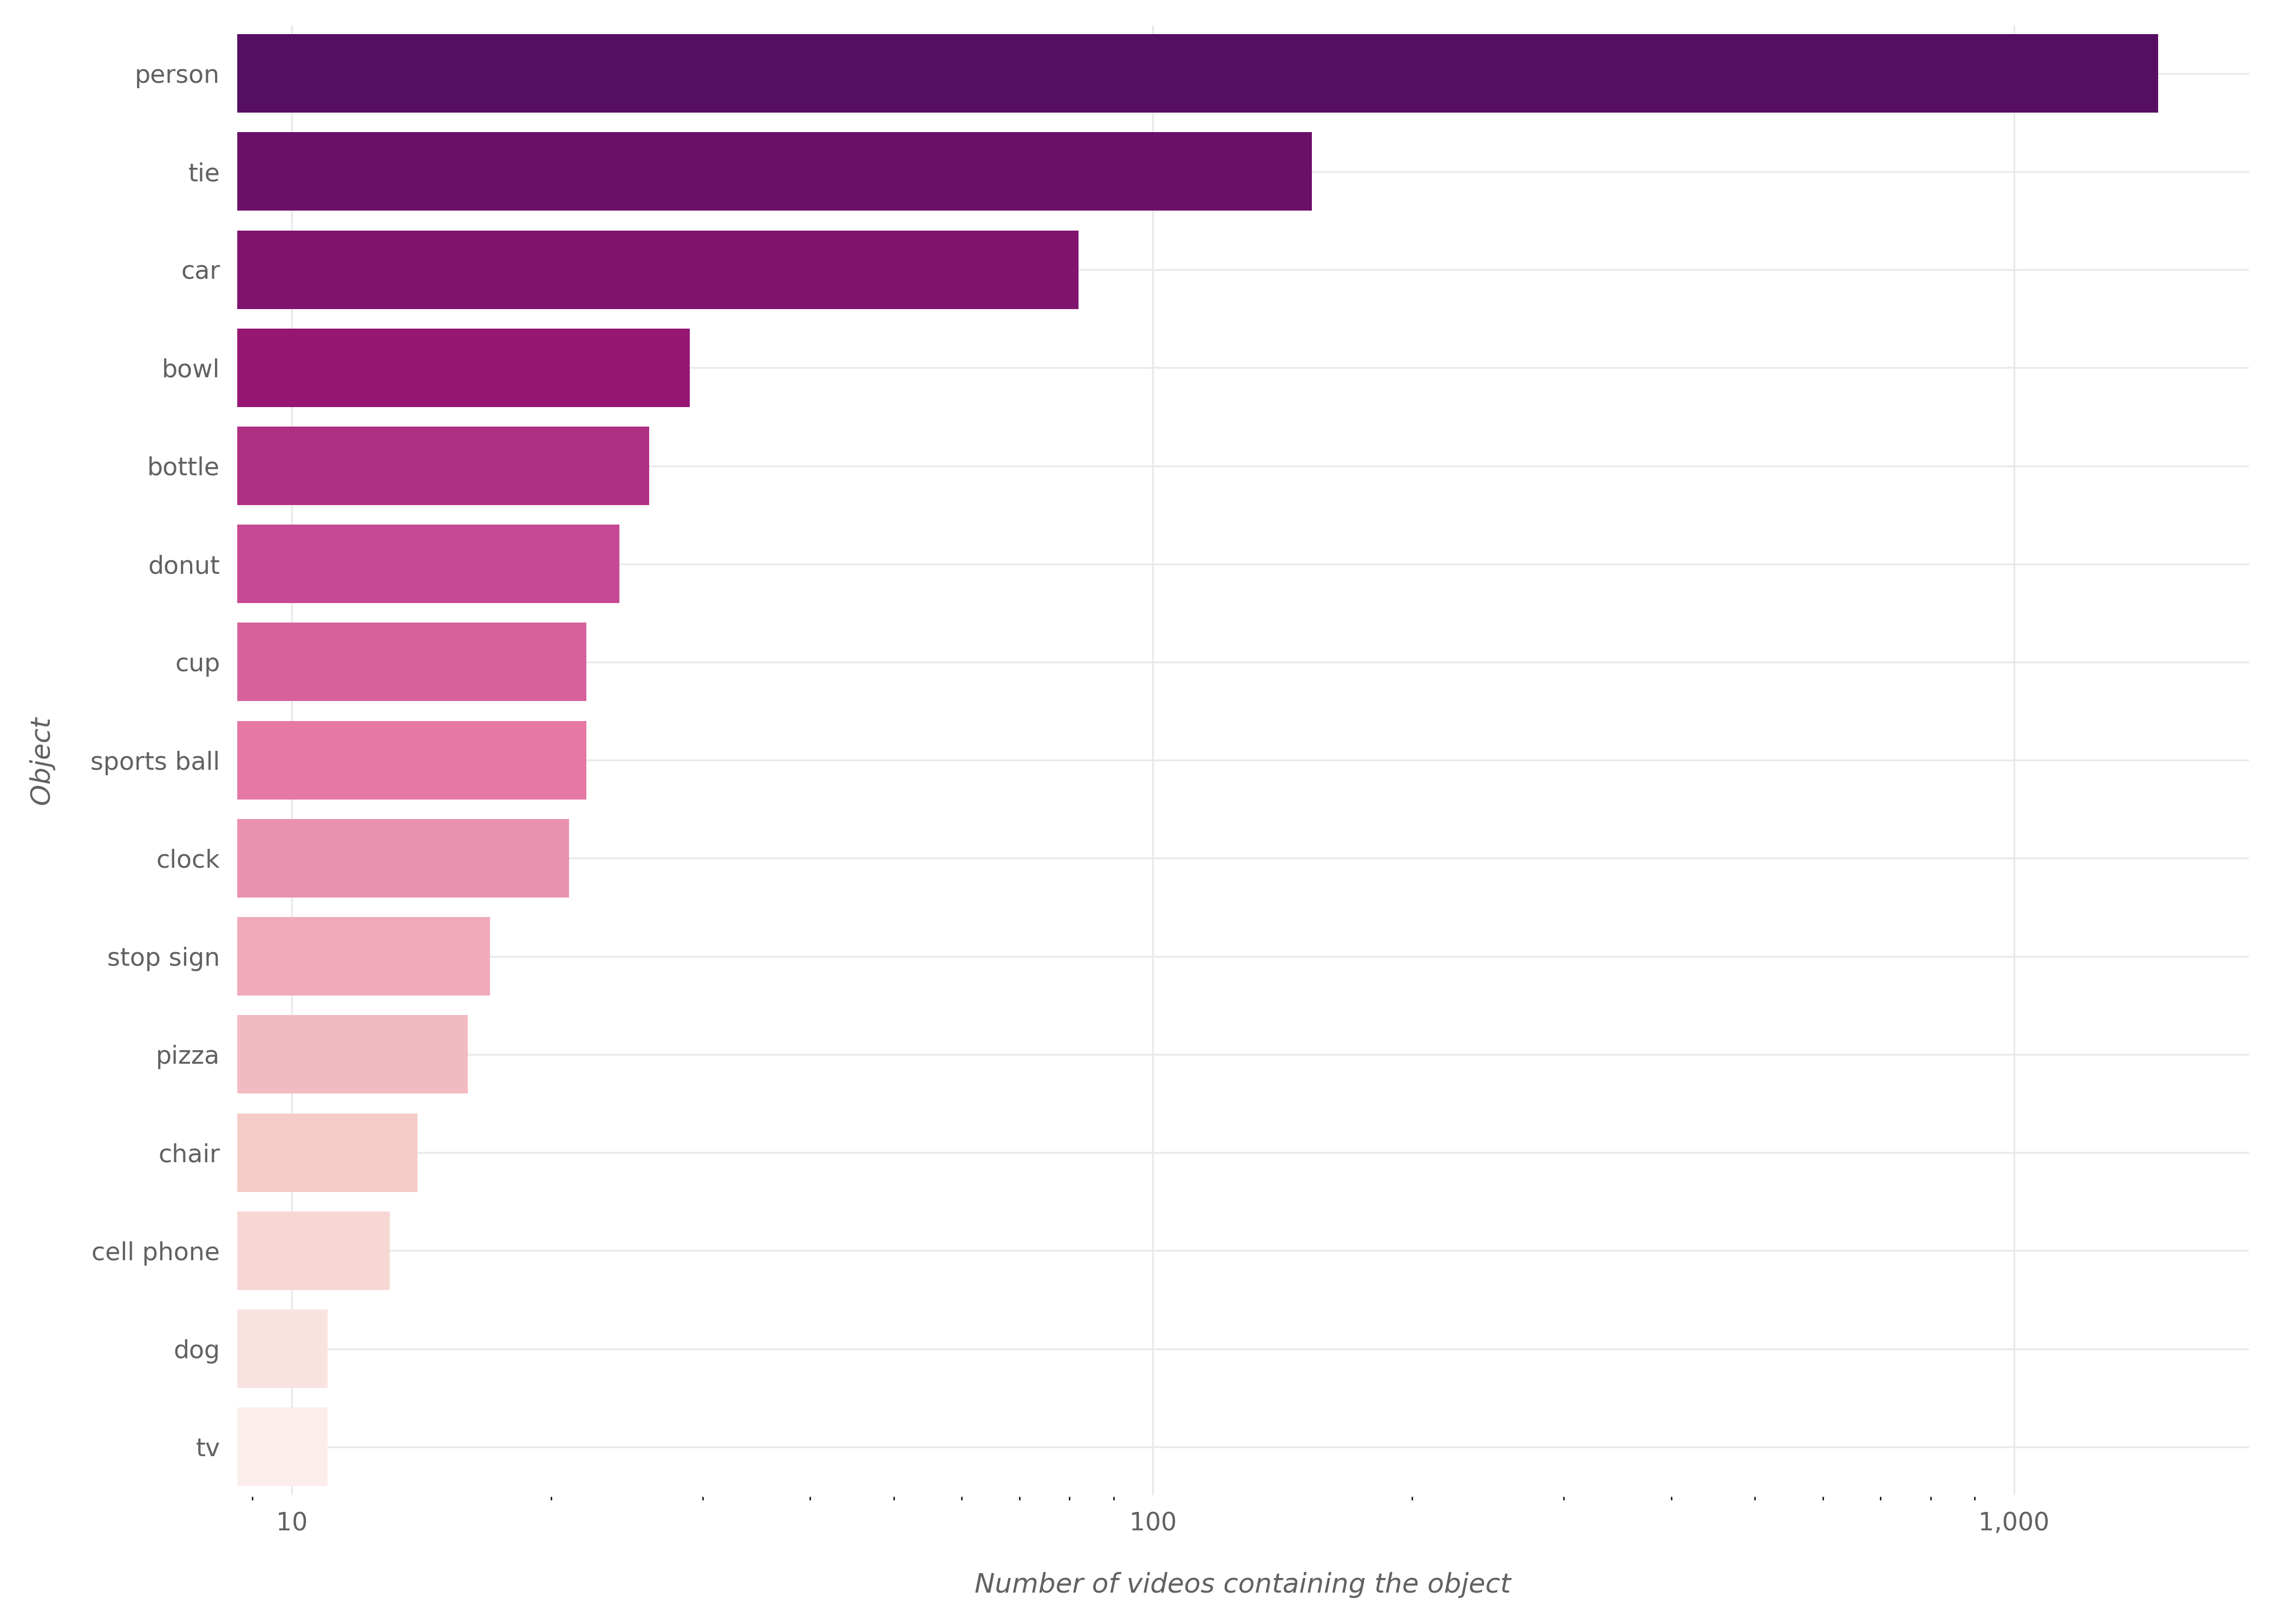 person
tie
car
bowl
bottle
donut
cup
sports ball
clock
stop sign
pizza
chair
cell phone
dog
tv
Object
10 100 1,000
Number of videos containing the object